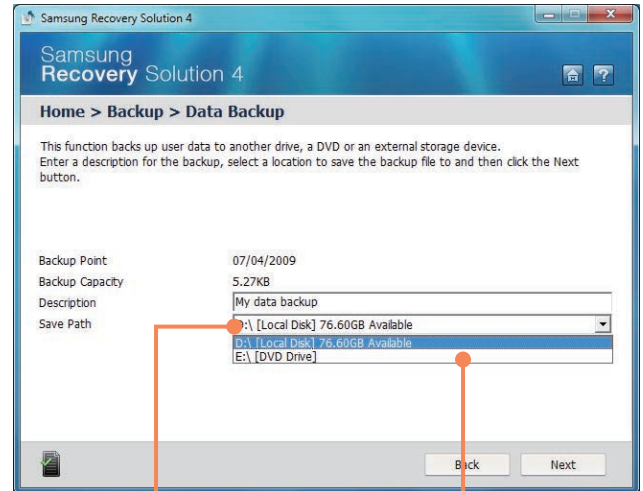 Samsung Recovery Solution 4
Samsung
Recovery Solution 4
?
Home > Backup > Data Backup
This function backs up user data to another drive, a DVD or an external storage device.
Enter a description for the backup, select a location to save the backup file to and then click the Next
button.
Backup Point 07/04/2009
Backup Capacity 5.27KB
Description My data backup
Save Path D:\ [Local Disk] 76.60GB Available
D:\ [Local Disk] 76.60GB Available
E:\ [DVD Drive]
Back Next